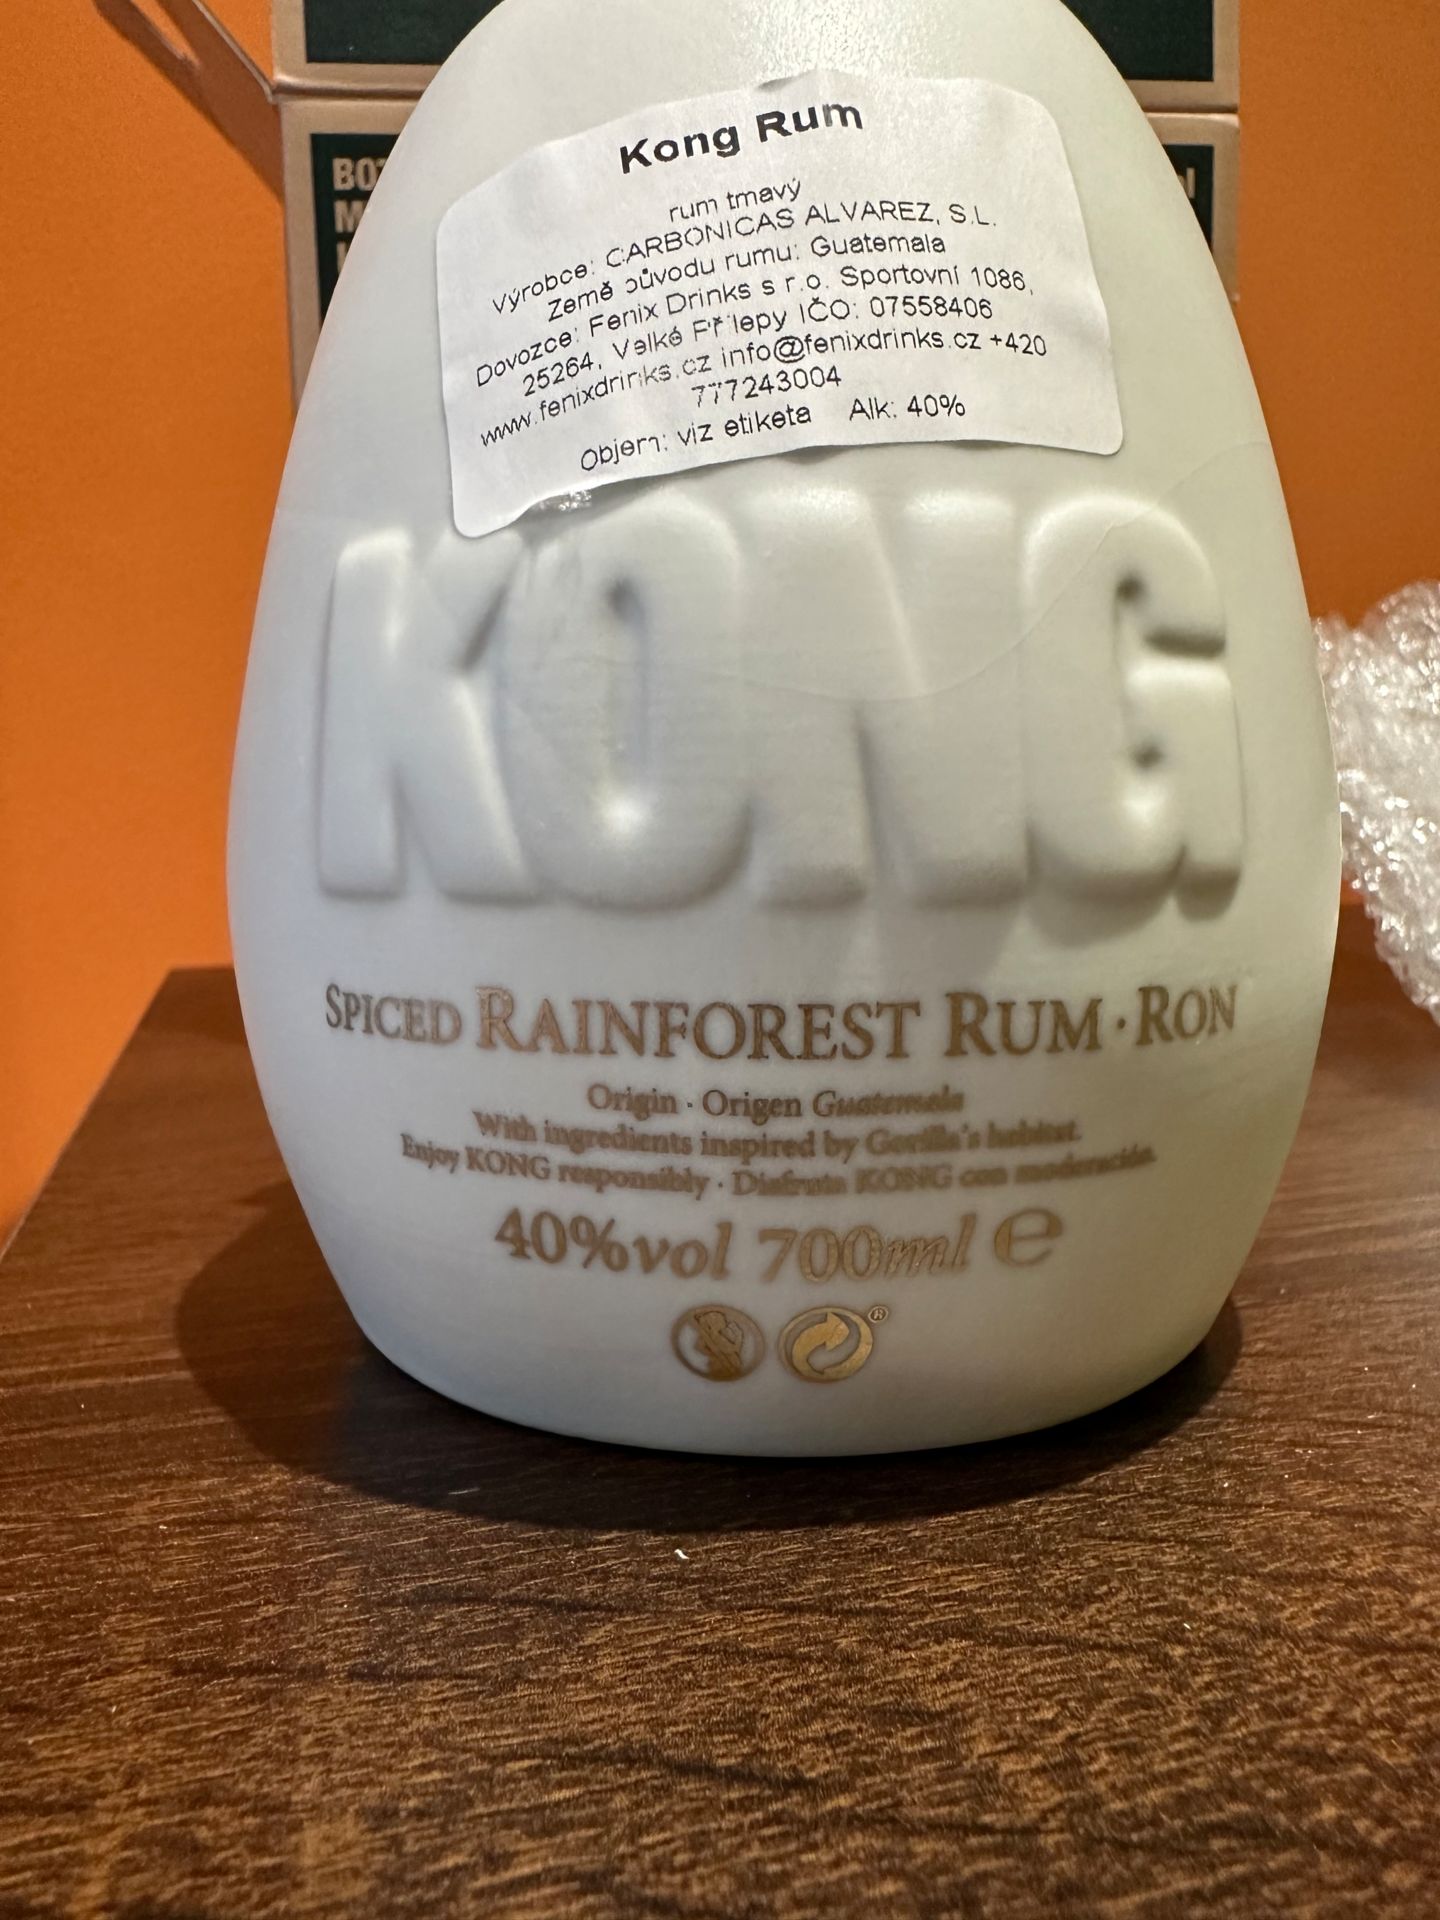 Kong Rum
rum tmavý
Výrobce: CARBONICAS ALVAREZ, S.L.
Země původu rumu: Guatemala
Dovozce: Fenix Drinks s r.o. Sportovní 1086,
25264, Velké Přílepy IČO: 07558406
www.fenixdrinks.cz info@fenixdrinks.cz +420
777243004
Objem: viz etiketa Alk: 40%
KONG
SPICED RAINFOREST RUM · RON
Origin · Origen Guatemala
With ingredients inspired by Gorilla's habitat.
Enjoy KONG responsibly · Disfruta KONG con moderación.
40%vol 700ml e
®